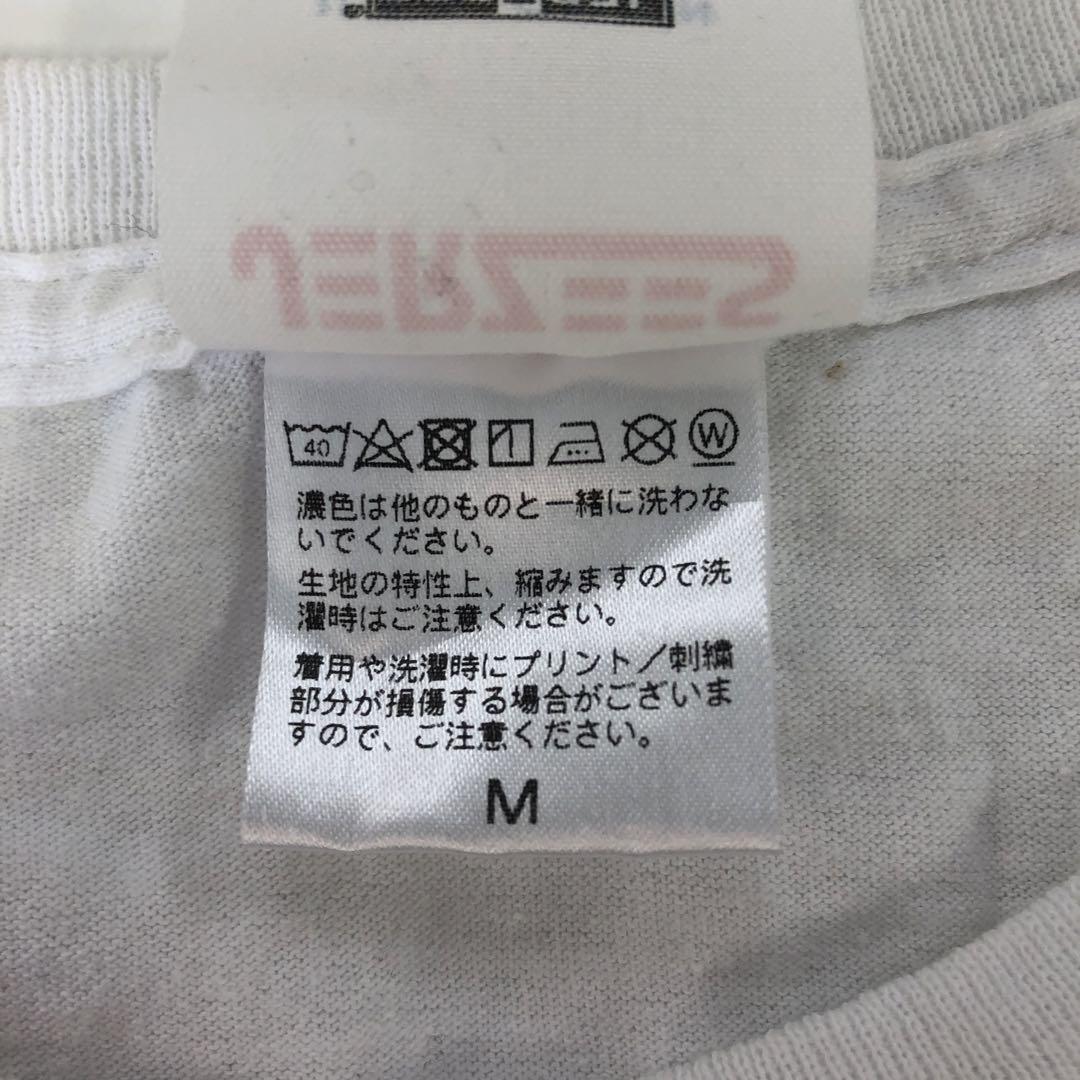 40
W
濃色は他のものと一緒に洗わな
いでください。
生地の特性上、縮みますので洗
濯時はご注意ください。
着用や洗濯時にプリント／刺繍
部分が損傷する場合がございま
すので、ご注意ください。
M